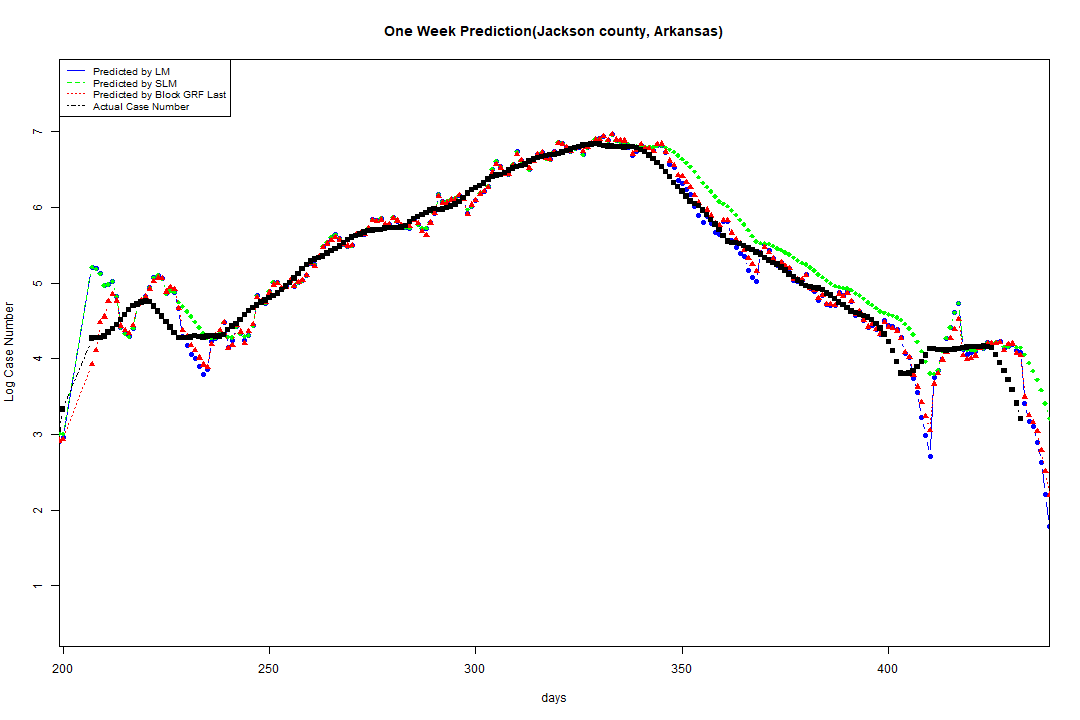 One Week Prediction(Jackson county, Arkansas)
Predicted by LM
Predicted by SLM
Predicted by Block GRF Last
Actual Case Number
7
6
5
4
3
2
1
Log Case Number
200 250 300 350 400
days